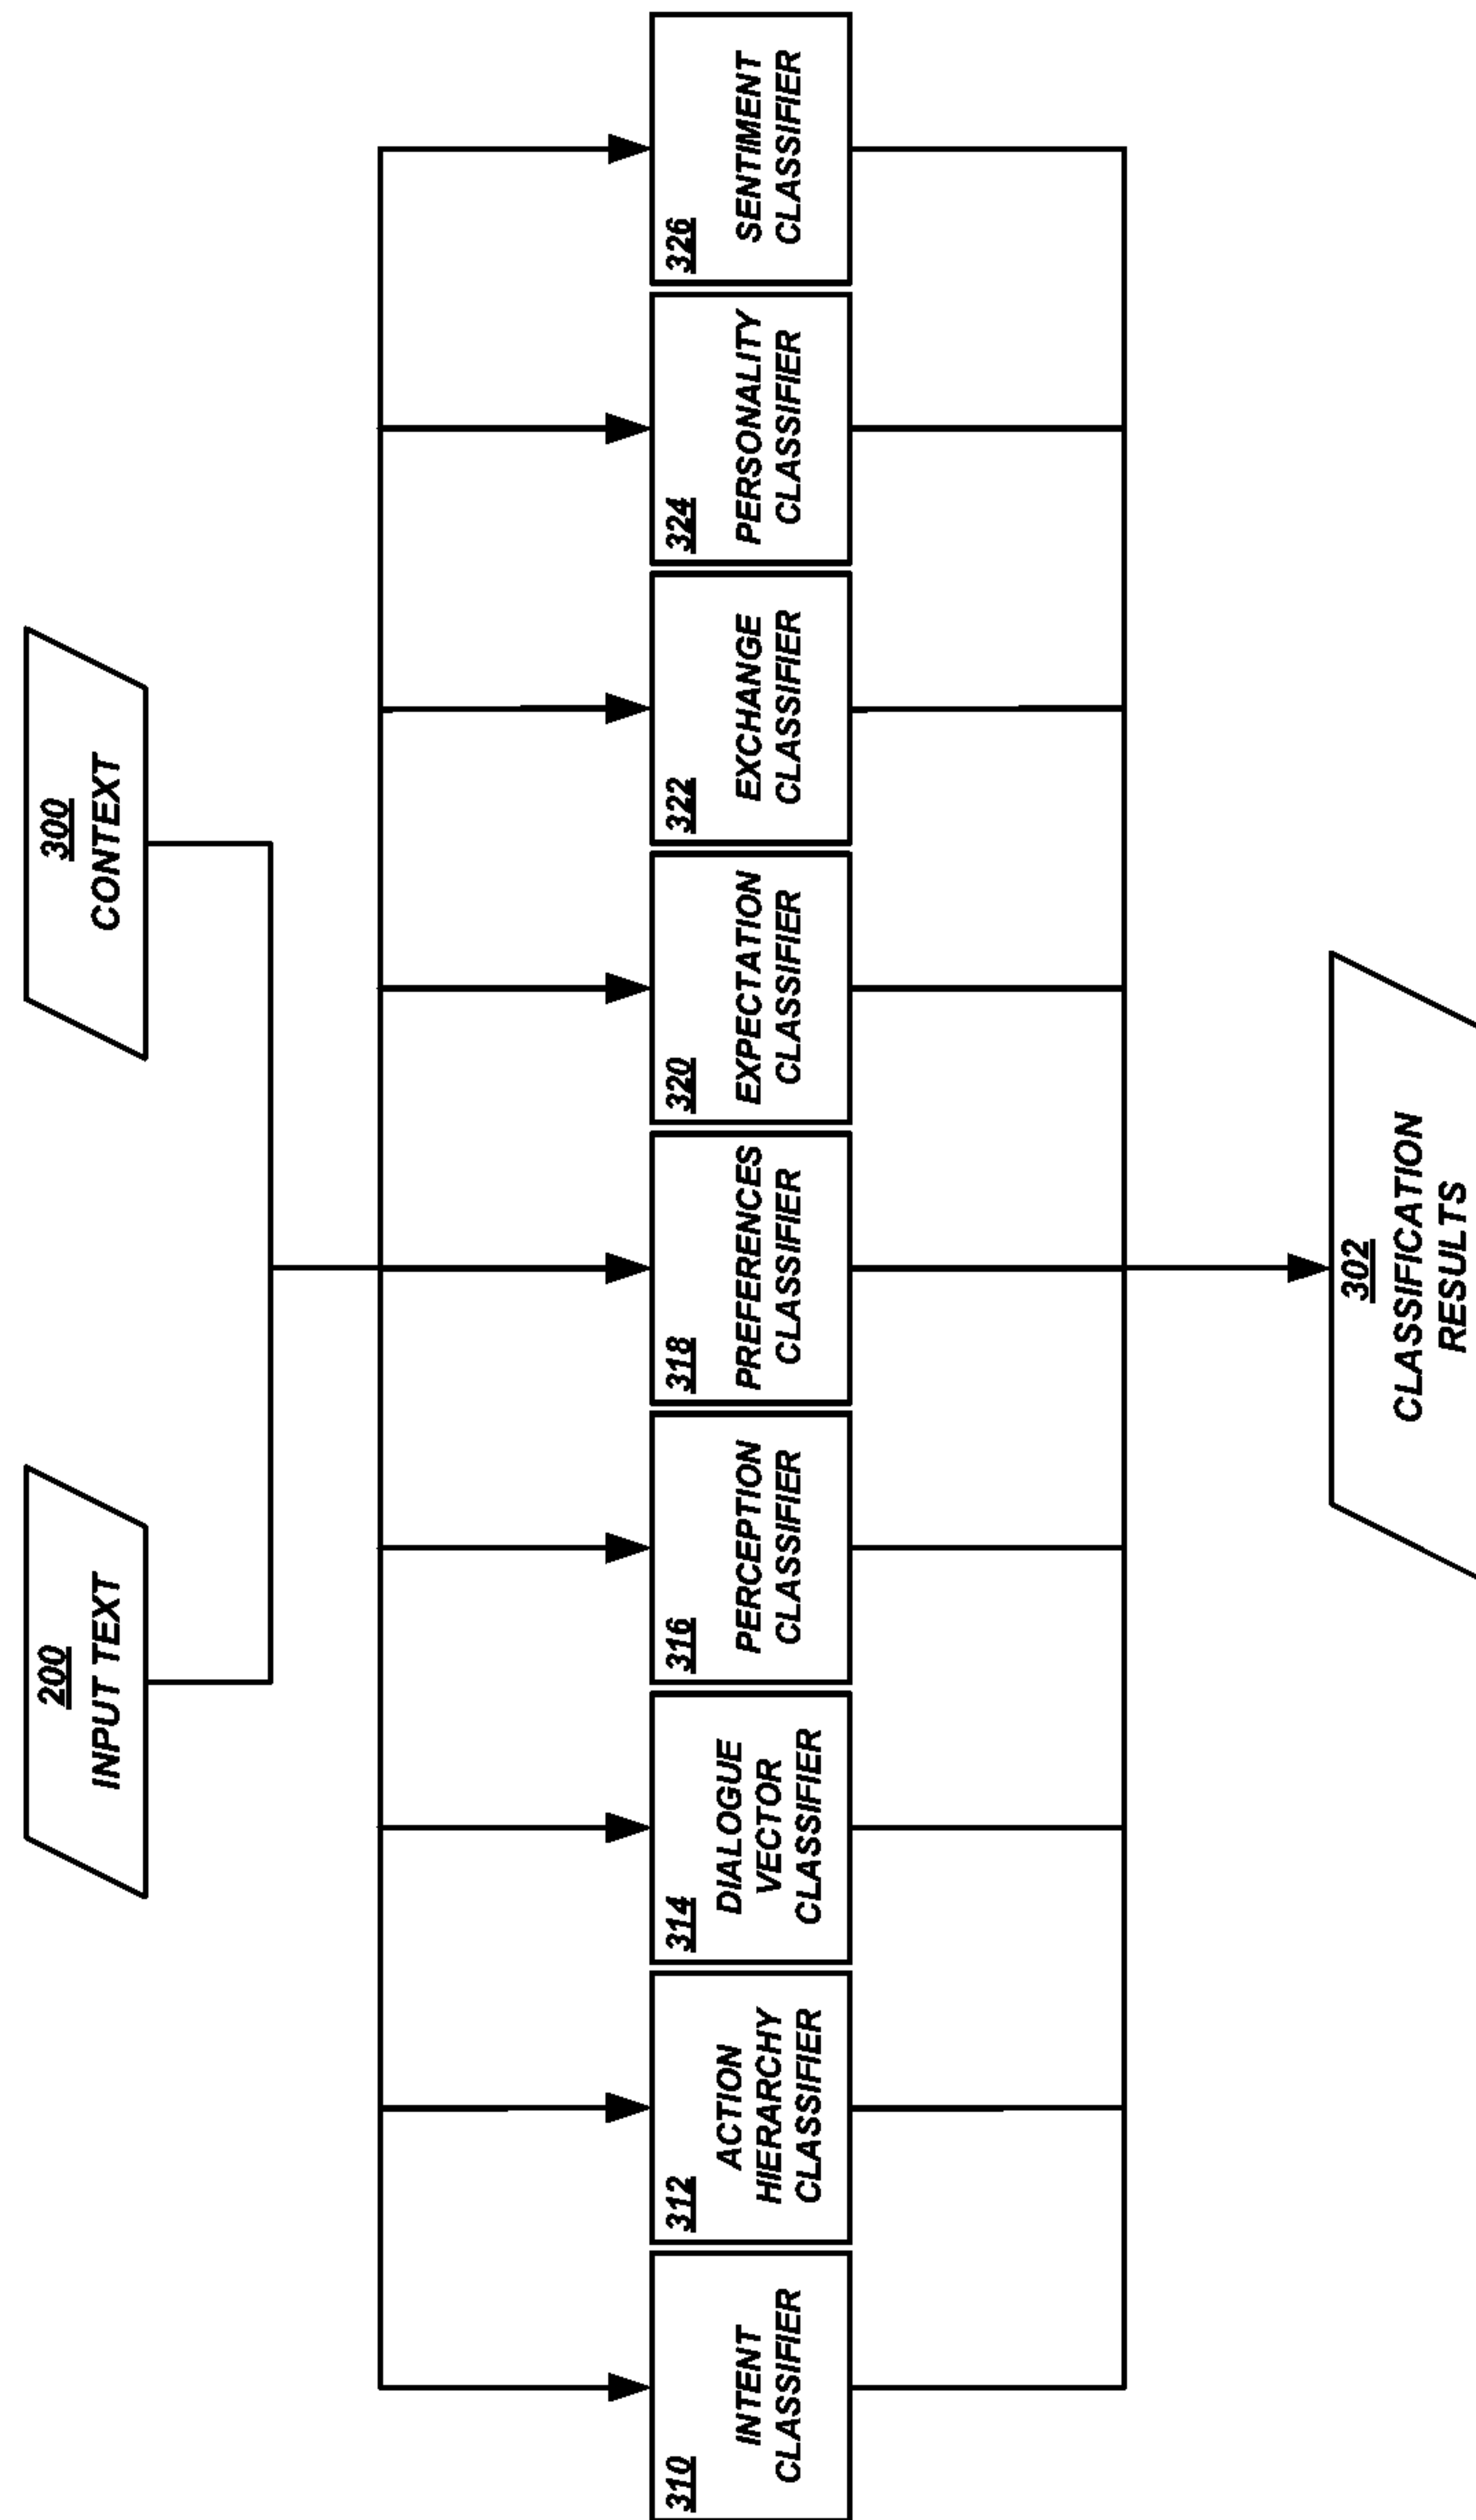 200
INPUT TEXT
300
CONTEXT
310
INTENT
CLASSIFIER
312
ACTION
HIERARCHY
CLASSIFIER
314
DIALOGUE
VECTOR
CLASSIFIER
316
PERCEPTION
CLASSIFIER
318
PREFERENCES
CLASSIFIER
320
EXPECTATION
CLASSIFIER
322
EXCHANGE
CLASSIFIER
324
PERSONALITY
CLASSIFIER
326
SENTIMENT
CLASSIFIER
302
CLASSIFICATION
RESULTS